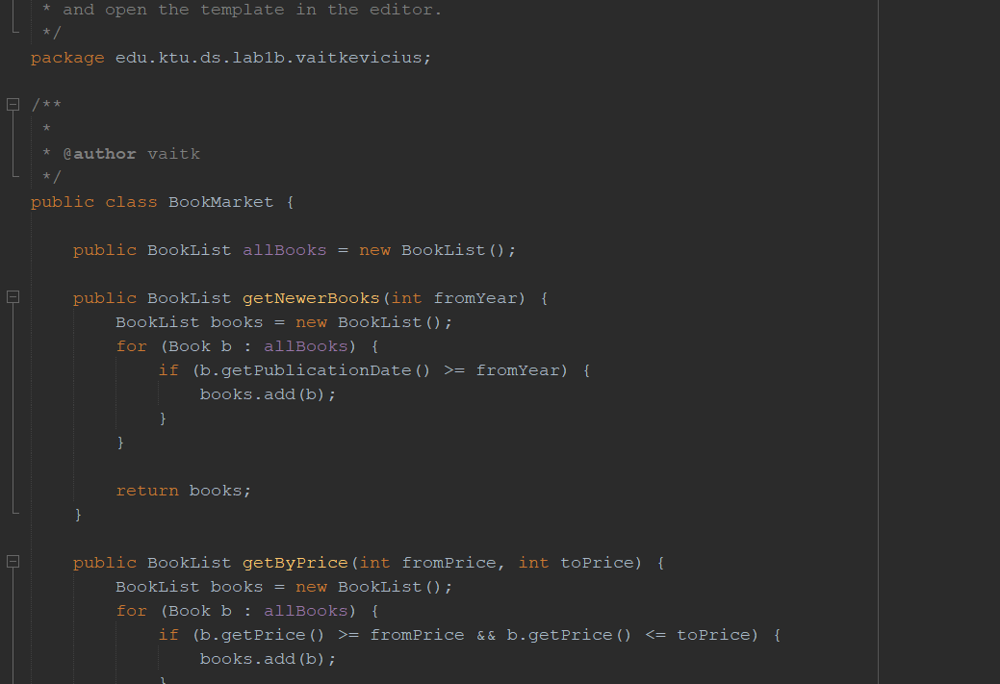 * and open the template in the editor.
*/
package edu.ktu.ds.lab1b.vaitkevicius;
/**
*
* @author vaitk
*/
public class BookMarket {
public BookList allBooks = new BookList();
public BookList getNewerBooks(int fromYear) {
BookList books = new BookList();
for (Book b : allBooks) {
if (b.getPublicationDate() >= fromYear) {
books.add(b);
}
}
return books;
}
public BookList getByPrice(int fromPrice, int toPrice) {
BookList books = new BookList();
for (Book b : allBooks) {
if (b.getPrice() >= fromPrice && b.getPrice() <= toPrice) {
books.add(b);
}